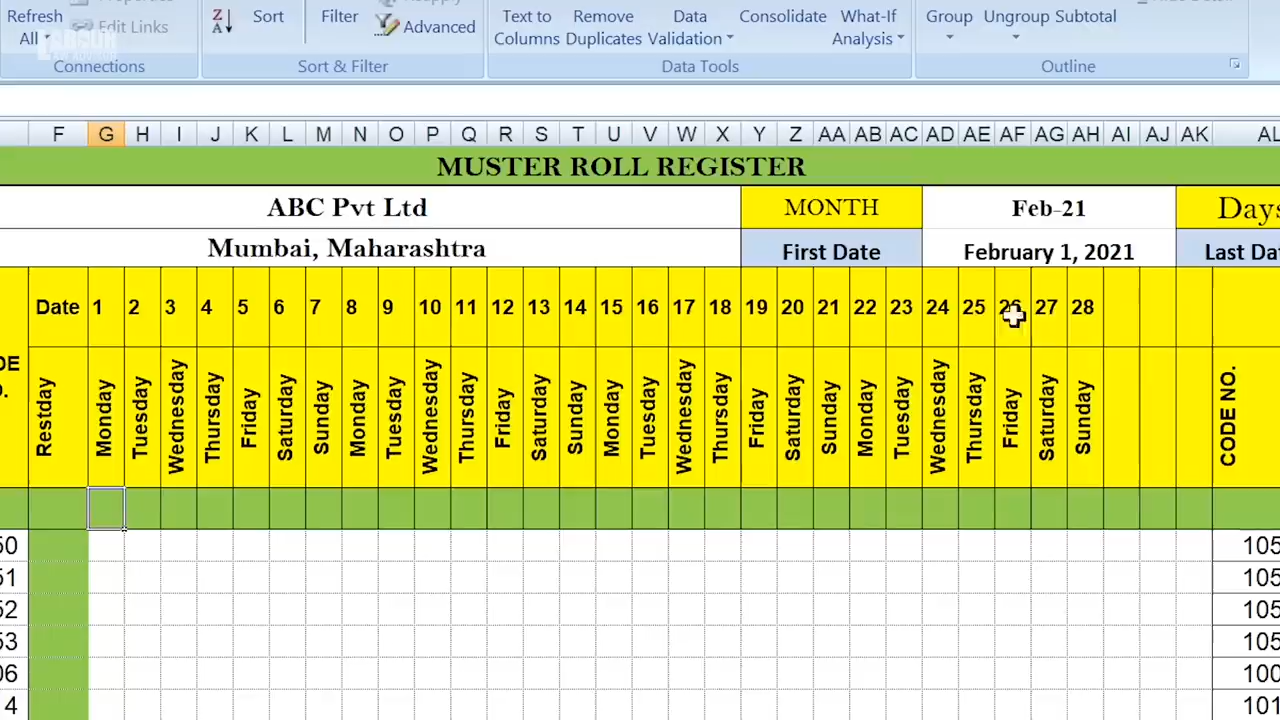 Refresh Sort Filter Text to Remove Data Consolidate What-If Group Ungroup Subtotal
All Edit Links Advanced Columns Duplicates Validation Analysis
Connections Sort & Filter Data Tools Outline
F G H I J K L M N O P Q R S T U V W X Y Z AA AB AC AD AE AF AG AH AI AJ AK AL
MUSTER ROLL REGISTER
ABC Pvt Ltd MONTH Feb-21 Days
Mumbai, Maharashtra First Date February 1, 2021 Last Da
Date 1 2 3 4 5 6 7 8 9 10 11 12 13 14 15 16 17 18 19 20 21 22 23 24 25 26 27 28
Restday Monday Tuesday Wednesday Thursday Friday Saturday Sunday Monday Tuesday Wednesday Thursday Friday Saturday Sunday Monday Tuesday Wednesday Thursday Friday Saturday Sunday Monday Tuesday Wednesday Thursday Friday Saturday Sunday CODE NO.
50 105
51 105
52 105
53 105
06 100
4 101